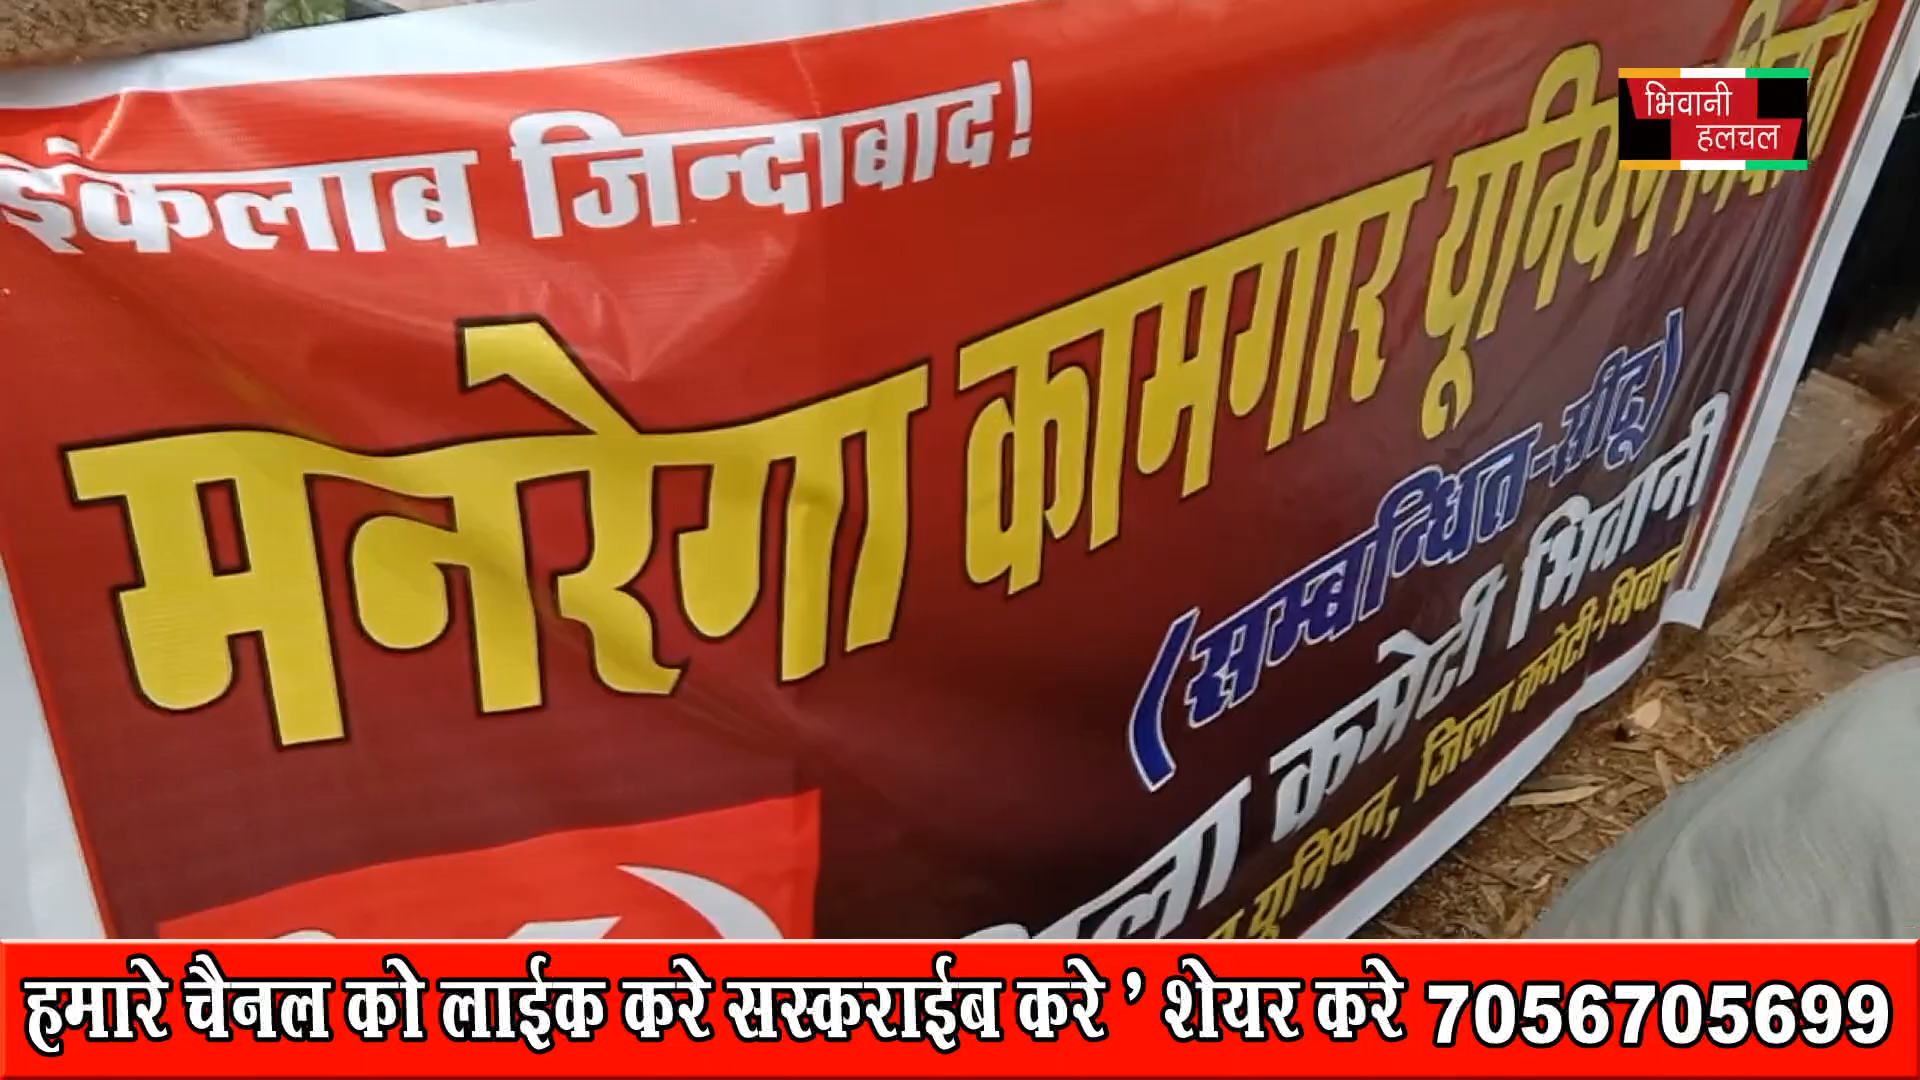 भिवानी
हलचल
इंकलाब जिन्दाबाद!
मनरेगा कामगार यूनियन
(सम्बन्धित-सीटू)
कमेटी भिवानी
यूनियन, जिला कमेटी-भिवानी
हमारे चैनल को लाईक करे सस्कराईब करे ’ शेयर करे 7056705699